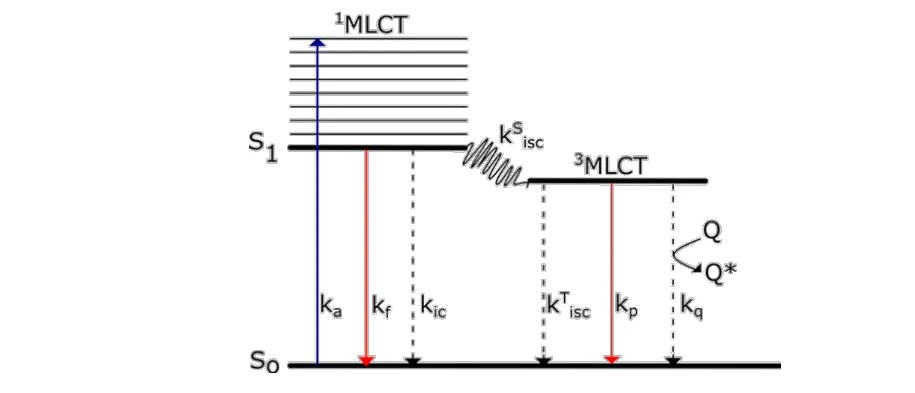 ¹MLCT
S₁
kˢisc
³MLCT
Q
Q*
kₐ
k_f
k_ic
kᵀisc
kₚ
k_q
S₀